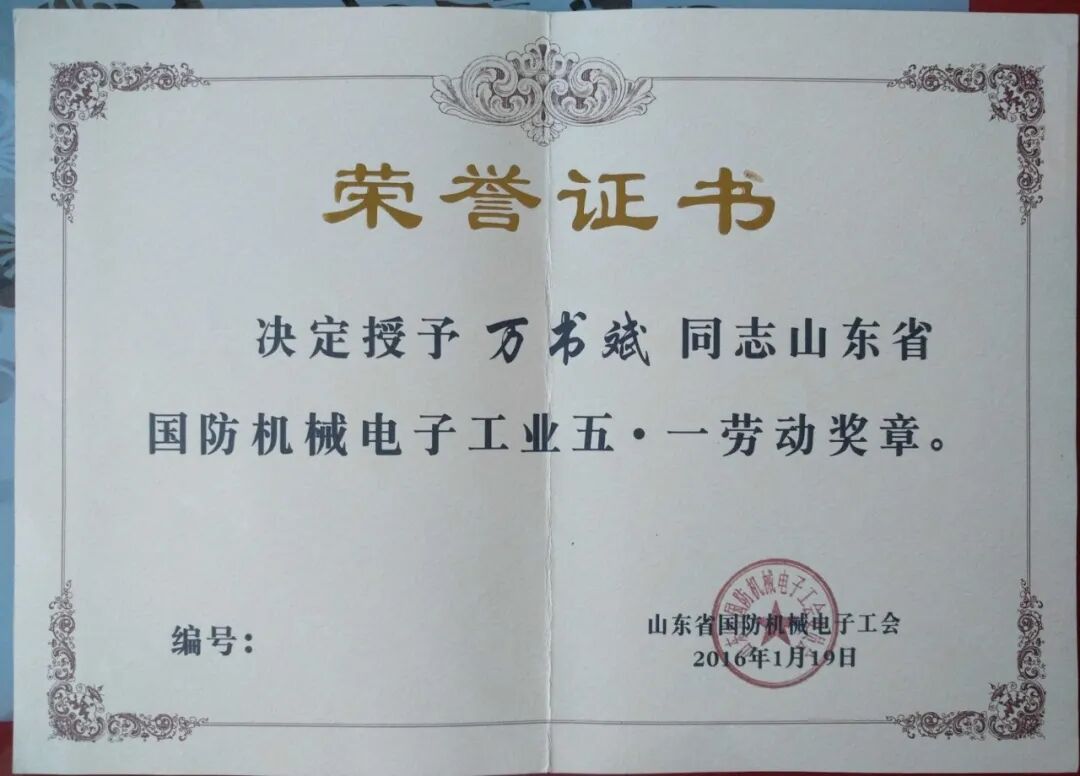 荣誉证书
决定授予 万书斌 同志山东省
国防机械电子工业五·一劳动奖章。
编号：
山东省国防机械电子工会
2016年1月19日